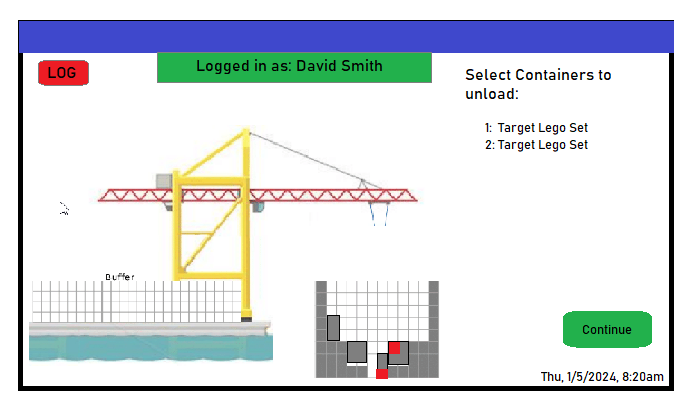 LOG
Logged in as: David Smith
Select Containers to
unload:
1: Target Lego Set
2: Target Lego Set
Buffer
Continue
Thu, 1/5/2024, 8:20am